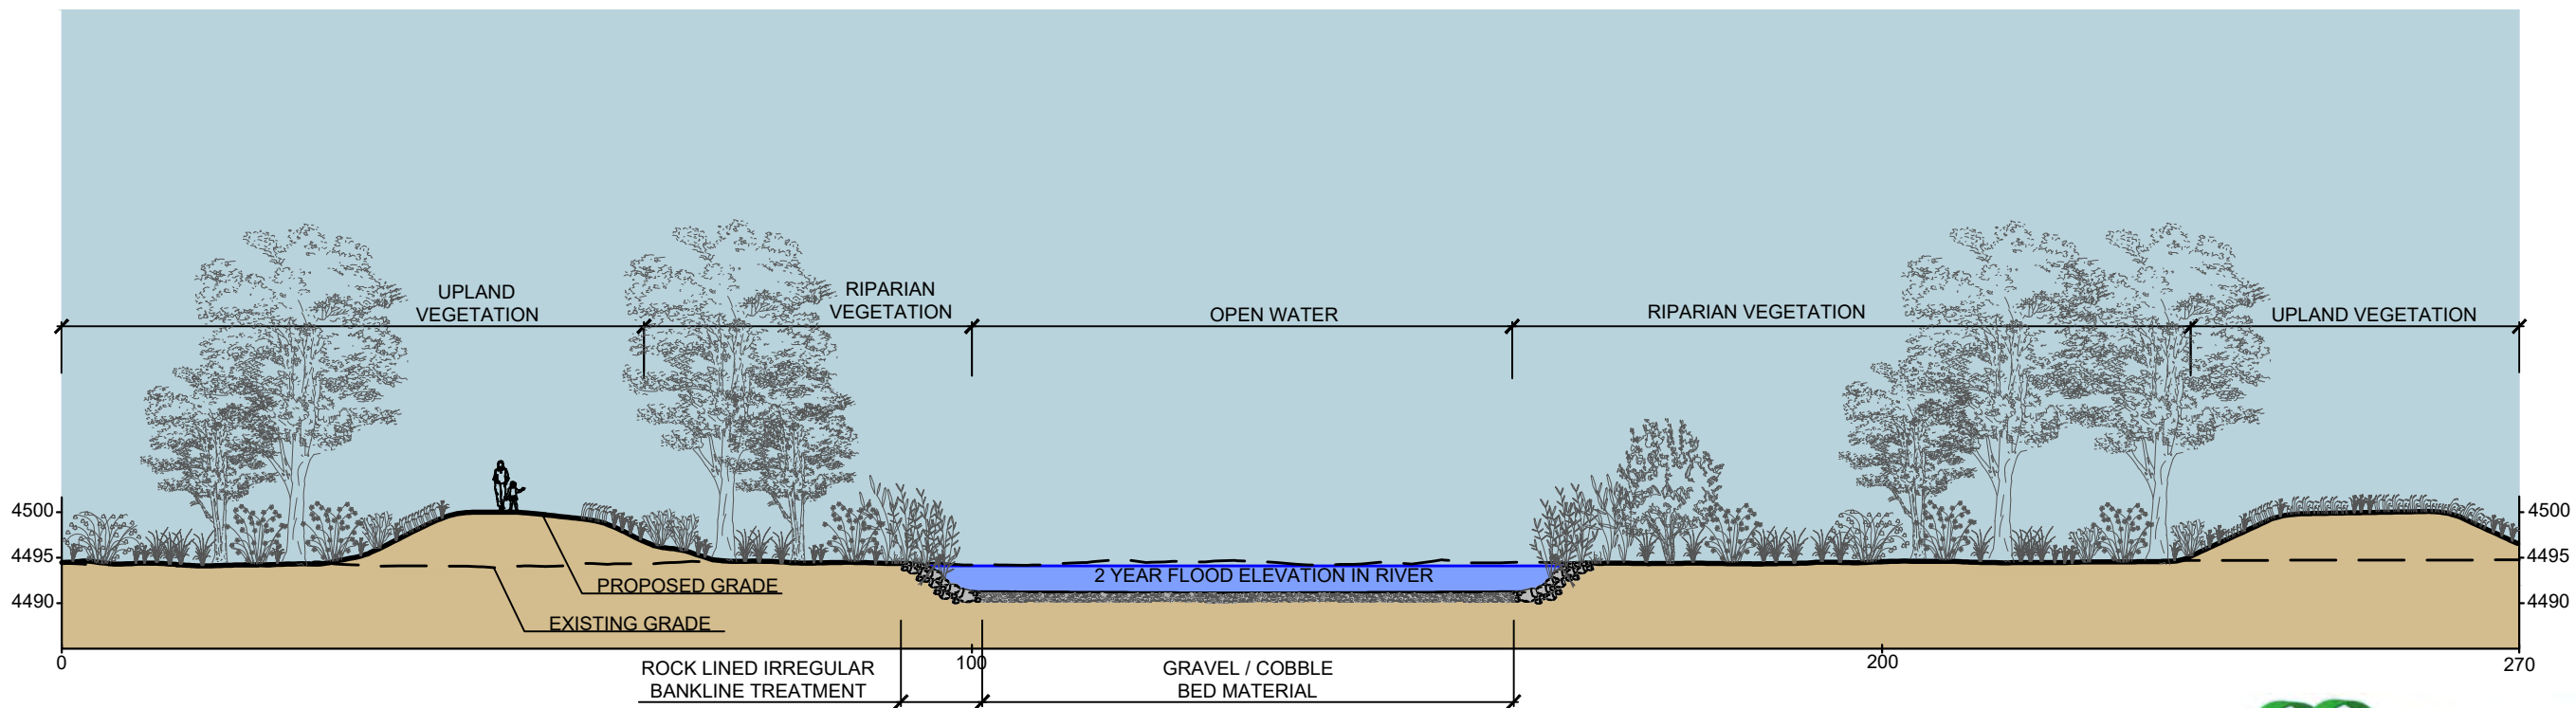 UPLAND
VEGETATION
RIPARIAN
VEGETATION
OPEN WATER
RIPARIAN VEGETATION
UPLAND VEGETATION
4500
4495
4490
4500
4495
4490
2 YEAR FLOOD ELEVATION IN RIVER
PROPOSED GRADE
EXISTING GRADE
0
100
200
270
ROCK LINED IRREGULAR
BANKLINE TREATMENT
GRAVEL / COBBLE
BED MATERIAL